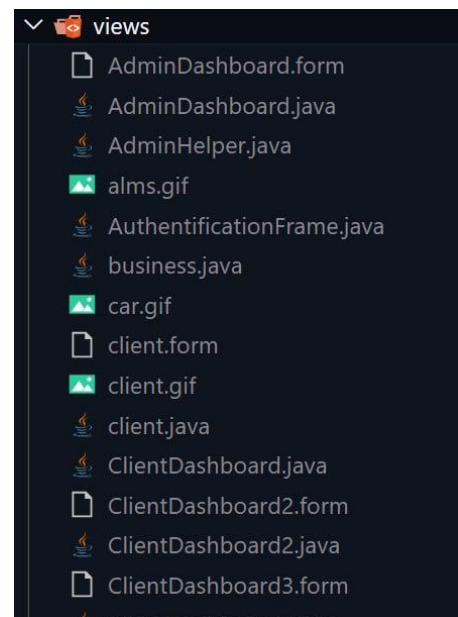 views
AdminDashboard.form
AdminDashboard.java
AdminHelper.java
alms.gif
AuthentificationFrame.java
business.java
car.gif
client.form
client.gif
client.java
ClientDashboard.java
ClientDashboard2.form
ClientDashboard2.java
ClientDashboard3.form